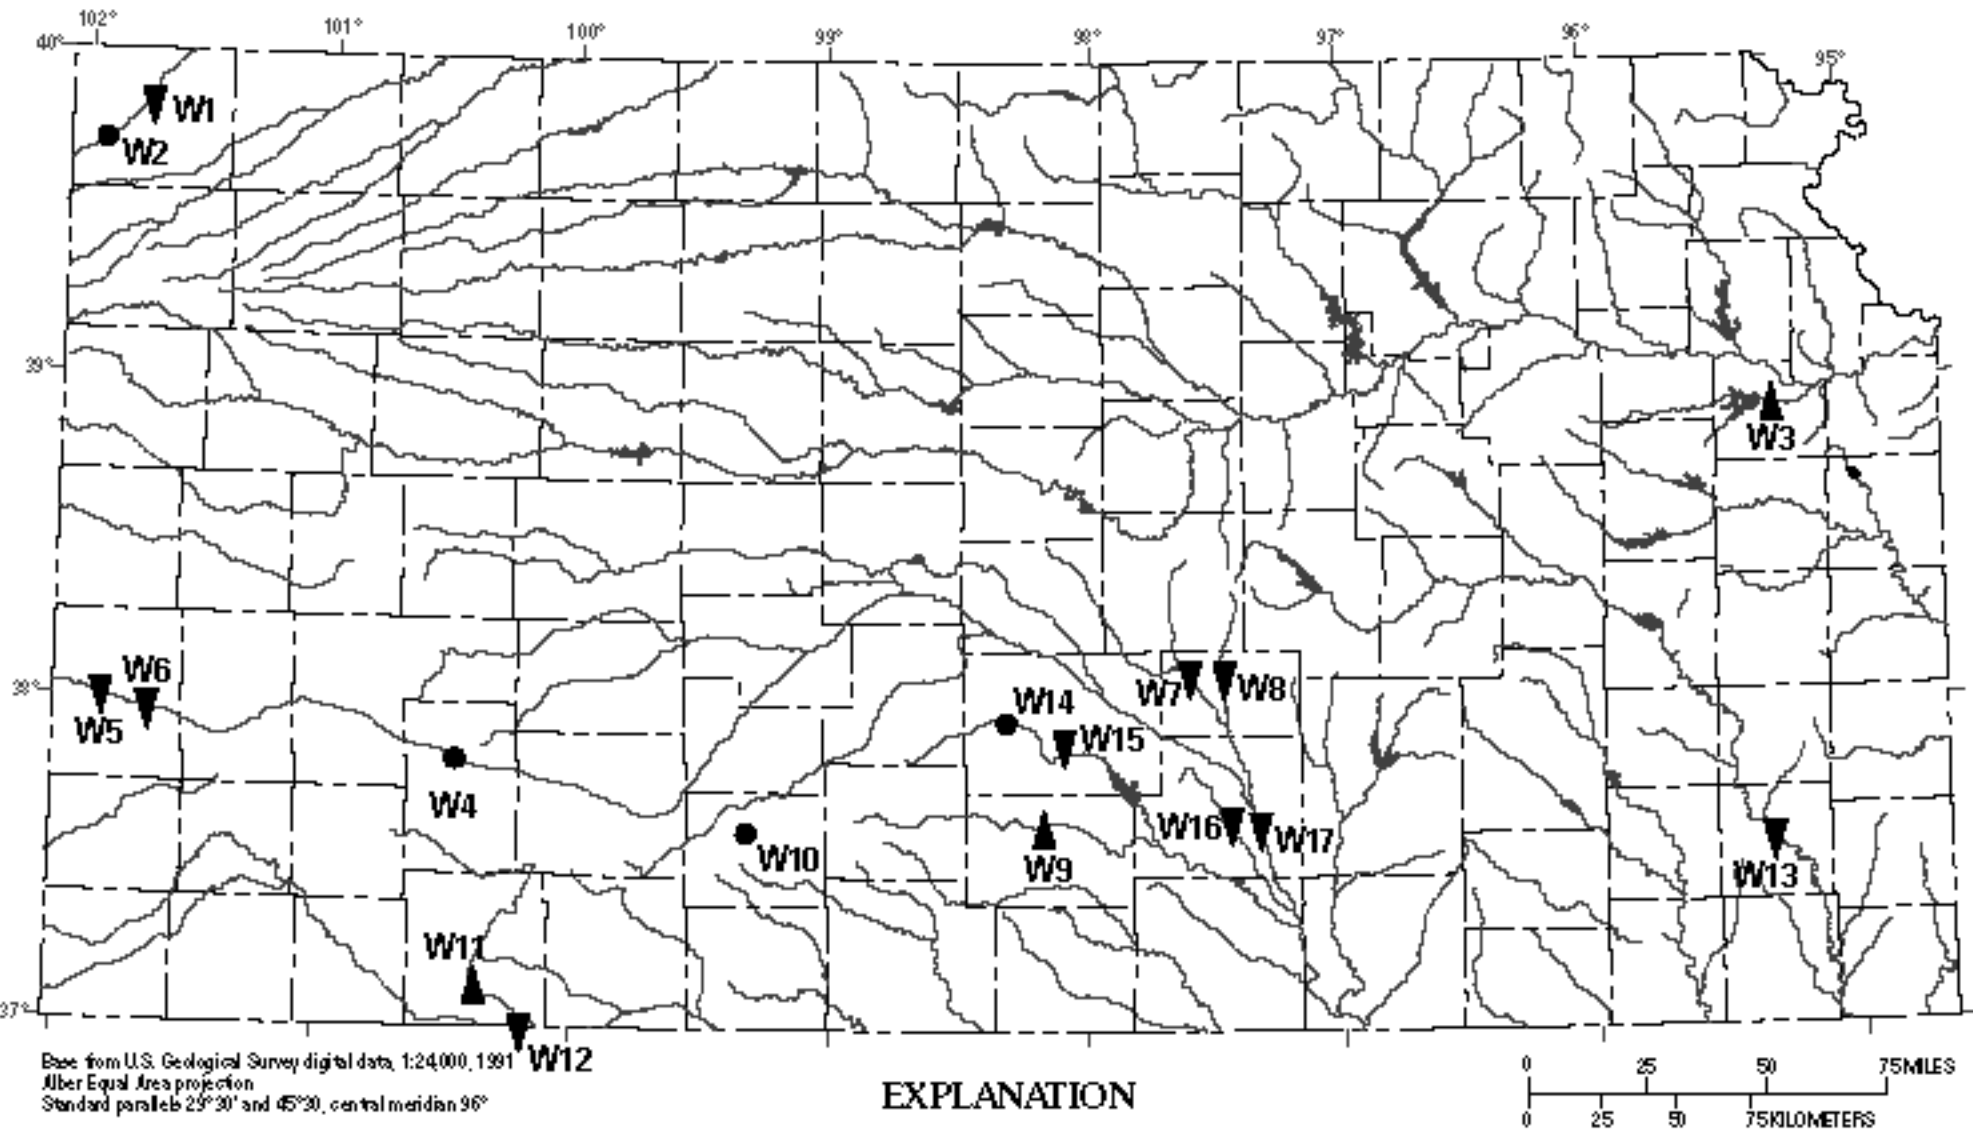 102°
101°
100°
99°
98°
97°
96°
95°
40°
W1
W2
39°
W3
W6
38°
W5
W7
W8
W14
W15
W4
W16
W17
W10
W9
W13
W11
37°
W12
Base from U.S. Geological Survey digital data, 1:24,000, 1991
Alber Equal Area projection
Standard parallels 29°30' and 45°30, central meridian 96°
EXPLANATION
0 25 50 75 MILES
0 25 50 75 KILOMETERS